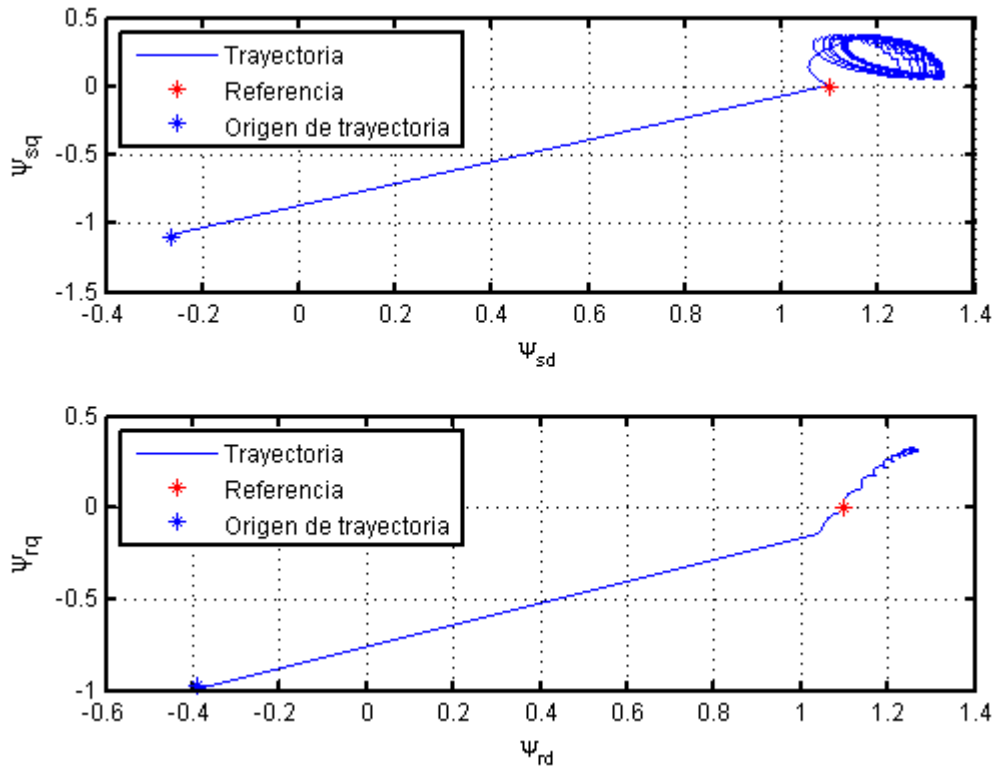 0.5
Trayectoria
0
Referencia
Origen de trayectoria
Ψsq
-0.5
-1
-1.5
-0.4 -0.2 0 0.2 0.4 0.6 0.8 1 1.2 1.4
Ψsd
0.5
Trayectoria
Referencia
0
Origen de trayectoria
Ψrq
-0.5
-1
-0.6 -0.4 -0.2 0 0.2 0.4 0.6 0.8 1 1.2 1.4
Ψrd